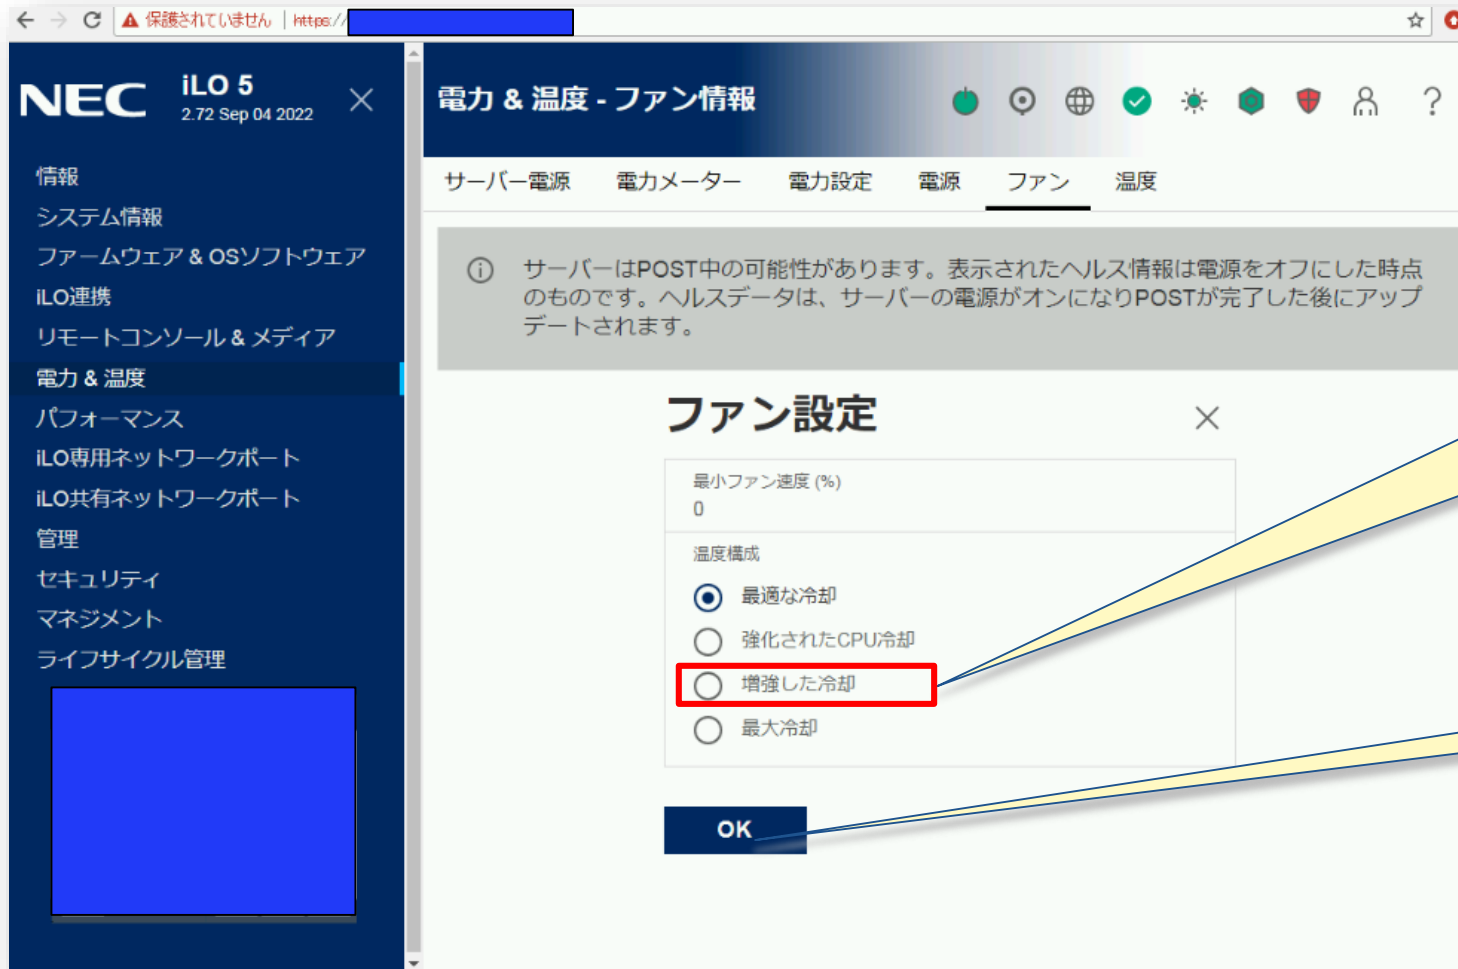 保護されていません | https://
NEC
iLO 5
2.72 Sep 04 2022
情報
システム情報
ファームウェア & OSソフトウェア
iLO連携
リモートコンソール & メディア
電力 & 温度
パフォーマンス
iLO専用ネットワークポート
iLO共有ネットワークポート
管理
セキュリティ
マネジメント
ライフサイクル管理
電力 & 温度 - ファン情報
サーバー電源 電力メーター 電力設定 電源 ファン 温度
サーバーはPOST中の可能性があります。表示されたヘルス情報は電源をオフにした時点
のものです。ヘルスデータは、サーバーの電源がオンになりPOSTが完了した後にアップ
デートされます。
ファン設定
最小ファン速度 (%)
0
温度構成
最適な冷却
強化されたCPU冷却
増強した冷却
最大冷却
OK